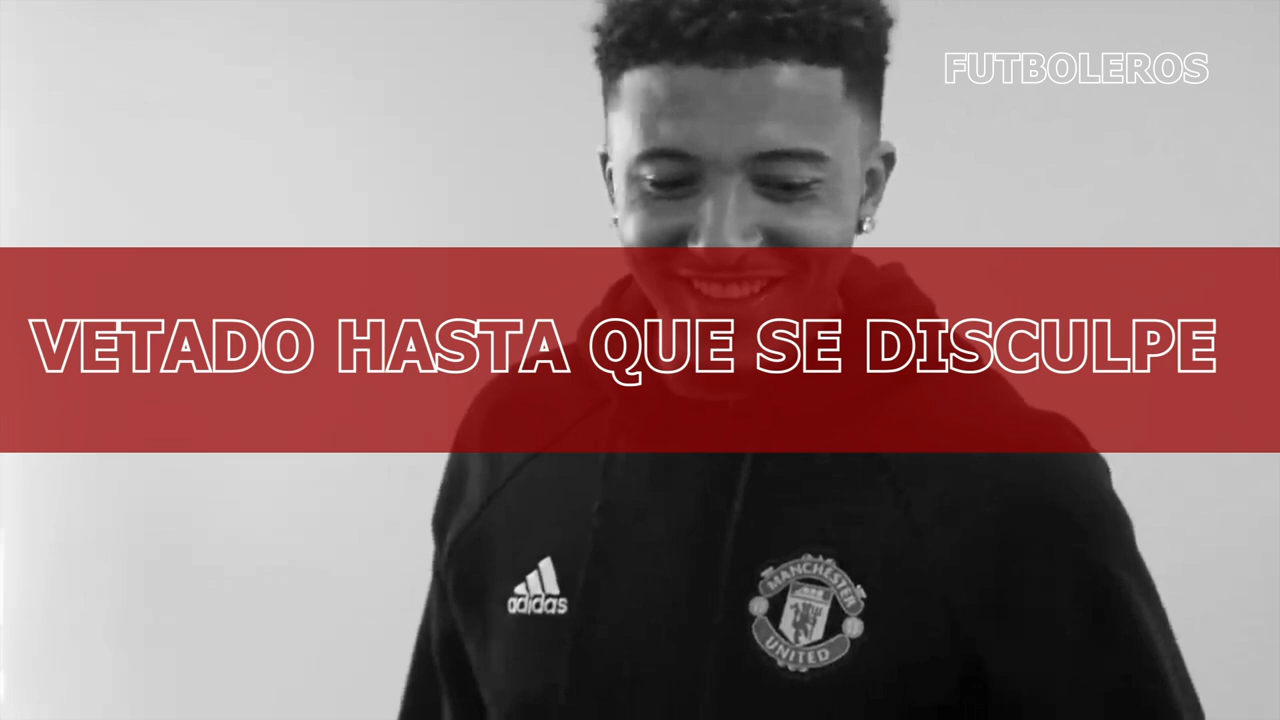 FUTBOLEROS
VETADO HASTA QUE SE DISCULPE
adidas
MANCHESTER
UNITED